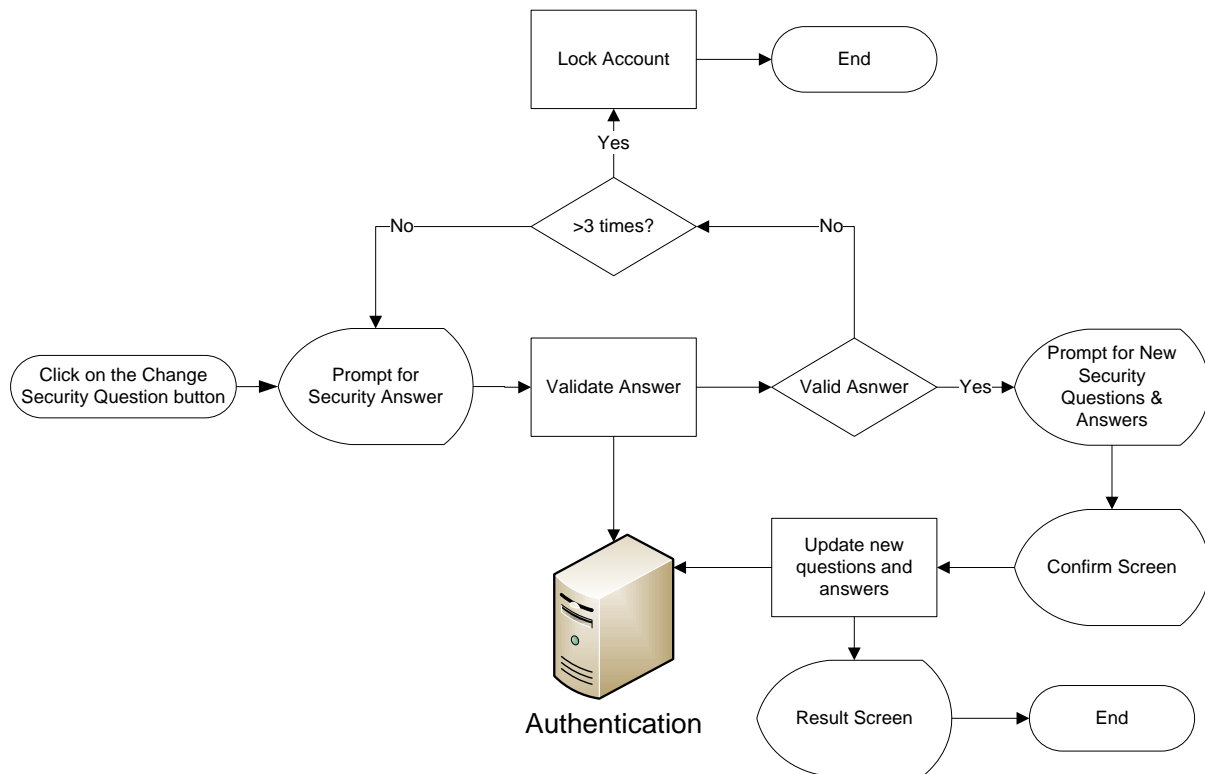 Lock Account
End
Yes
>3 times?
No
No
Click on the Change
Security Question button
Prompt for
Security Answer
Validate Answer
Valid Asnwer
Yes
Prompt for New
Security
Questions &
Answers
Update new
questions and
answers
Confirm Screen
Authentication
Result Screen
End